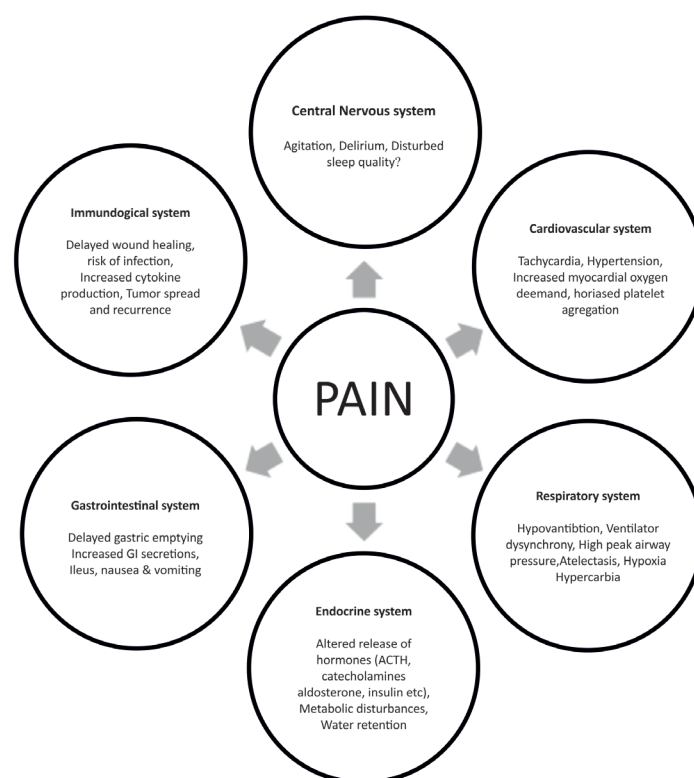 Central Nervous system
Agitation, Delirium, Disturbed
sleep quality?
Cardiovascular system
Tachycardia, Hypertension,
Increased myocardial oxygen
deemand, horiased platelet
agregation
Respiratory system
Hypovantibtion, Ventilator
dysynchrony, High peak airway
pressure,Atelectasis, Hypoxia
Hypercarbia
Endocrine system
Altered release of
hormones (ACTH,
catecholamines
aldosterone, insulin etc),
Metabolic disturbances,
Water retention
Gastrointestinal system
Delayed gastric emptying
Increased GI secretions,
Ileus, nausea & vomiting
Immundogical system
Delayed wound healing,
risk of infection,
Increased cytokine
production, Tumor spread
and recurrence
PAIN